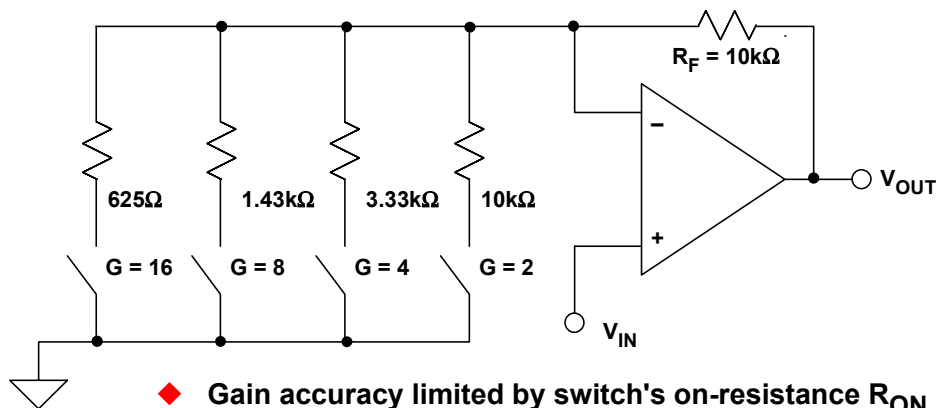 R_F = 10kΩ
625Ω 1.43kΩ 3.33kΩ 10kΩ
−
V_OUT
+
G = 16 G = 8 G = 4 G = 2
V_IN
◆ Gain accuracy limited by switch's on-resistance R_ON